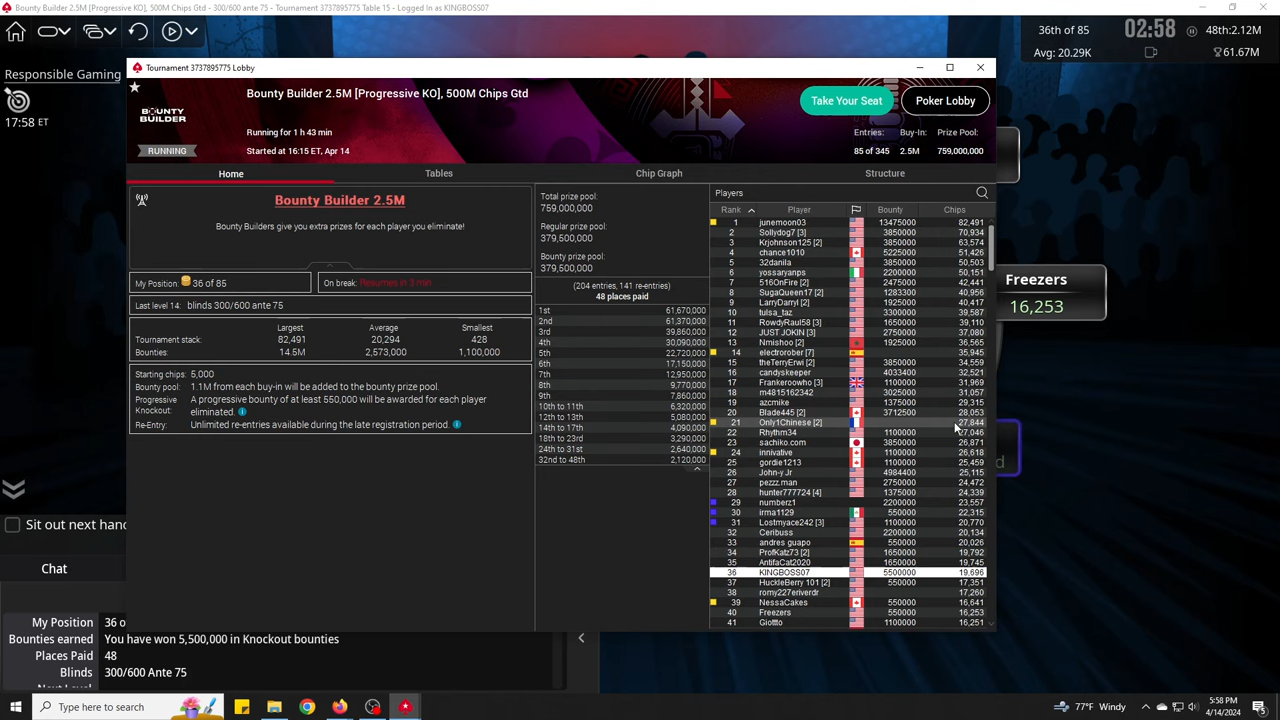 Bounty Builder 2.5M [Progressive KO], 500M Chips Gtd - 300/600 ante 75 - Tournament 3737895775 Table 15 - Logged In as KINGBOSS07
36th of 85
02:58
48th:2.12M
Avg: 20.29K
61.67M
Responsible Gaming
17:58 ET
Tournament 3737895775 Lobby
Bounty Builder 2.5M [Progressive KO], 500M Chips Gtd
Take Your Seat
Poker Lobby
BOUNTY BUILDER
Running for 1 h 43 min
Entries: Buy-In: Prize Pool:
RUNNING
Started at 16:15 ET, Apr 14
85 of 345 2.5M 759,000,000
Home Tables Chip Graph Structure
Bounty Builder 2.5M
Bounty Builders give you extra prizes for each player you eliminate!
My Position: 36 of 85
On break: Resumes in 3 min
Last level 14: blinds 300/600 ante 75
Largest Average Smallest
Tournament stack: 82,491 20,294 428
Bounties: 14.5M 2,573,000 1,100,000
Starting chips: 5,000
Bounty pool: 1.1M from each buy-in will be added to the bounty prize pool.
Progressive Knockout: A progressive bounty of at least 550,000 will be awarded for each player eliminated.
Re-Entry: Unlimited re-entries available during the late registration period.
Total prize pool:
759,000,000
Regular prize pool:
379,500,000
Bounty prize pool:
379,500,000
(204 entries, 141 re-entries)
48 places paid
1st 61,670,000
2nd 61,370,000
3rd 39,860,000
4th 30,090,000
5th 22,720,000
6th 17,150,000
7th 12,950,000
8th 9,770,000
9th 7,860,000
10th to 11th 6,320,000
12th to 13th 5,080,000
14th to 17th 4,090,000
18th to 23rd 3,290,000
24th to 31st 2,640,000
32nd to 48th 2,120,000
Players
Rank Player Bounty Chips
1 junemoon03 13475000 82,491
2 Sollydog7 [3] 3850000 70,934
3 Krjohnson125 [2] 3850000 63,574
4 chance1010 5225000 51,426
5 32danila 3850000 50,503
6 yossaryanps 2200000 50,151
7 516OnFire [2] 2475000 42,441
8 SugaQueen17 [2] 1283400 40,956
9 LarryDarryl [2] 1925000 40,417
10 tulsa_taz 3300000 39,587
11 RowdyRaul58 [3] 1650000 39,110
12 JUST JOKIN [3] 2750000 37,080
13 Nmishoo [2] 1925000 36,565
14 electrorober [7] 35,945
15 theTerryErwi [2] 3850000 34,559
16 candyskeeper 4033400 32,521
17 Frankeroowho [3] 1100000 31,969
18 m4815162342 3025000 31,057
19 azcmike 1375000 29,315
20 Blade445 [2] 3712500 28,053
21 Only1Chinese [2] 27,844
22 Rhythm34 1100000 27,046
23 sachiko.com 3850000 26,871
24 innivative 1100000 26,618
25 gordie1213 1100000 25,459
26 John-y Jr 4984400 25,115
27 pezzz.man 2750000 24,472
28 hunter777724 [4] 1375000 24,339
29 numberz1 2200000 23,557
30 irma1129 550000 22,315
31 Lostmyace242 [3] 1100000 20,770
32 Ceribuss 2200000 20,134
33 andres guapo 550000 20,026
34 ProfKatz73 [2] 1650000 19,792
35 AntifaCat2020 1650000 19,745
36 KINGBOSS07 5500000 19,696
37 HuckleBerry 101 [2] 550000 17,351
38 romy227eriverdr 17,260
39 NessaCakes 550000 16,641
40 Freezers 550000 16,253
41 Giottto 1100000 16,251
Freezers
16,253
d
Sit out next hand
Chat
My Position 36 o
Bounties earned You have won 5,500,000 in Knockout bounties
Places Paid 48
Blinds 300/600 Ante 75
Type here to search
77°F Windy
5:58 PM
4/14/2024
5